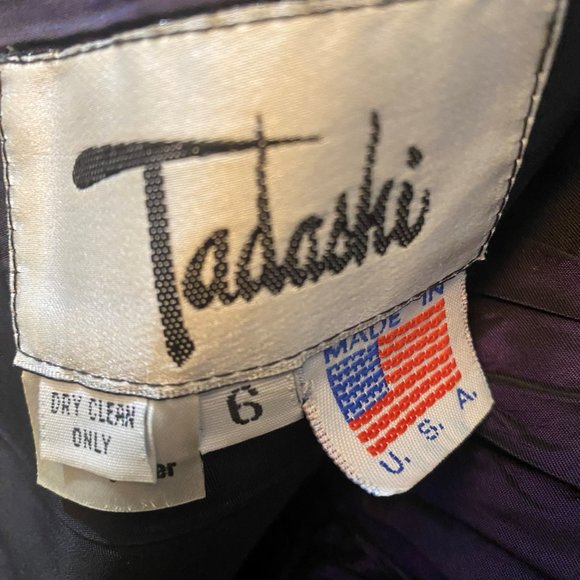 Tadashi
DRY CLEAN
ONLY
6
MADE IN
U. S. A.